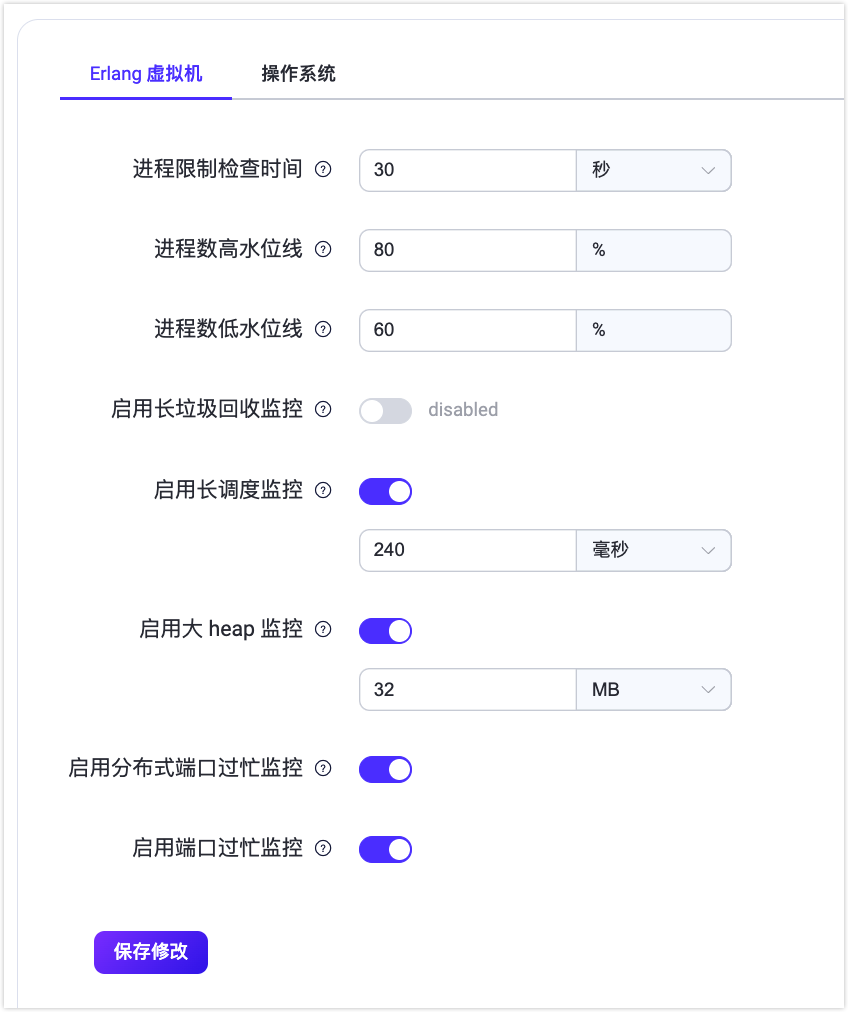 Erlang 虚拟机 操作系统
进程限制检查时间 ? 30 秒
进程数高水位线 ? 80 %
进程数低水位线 ? 60 %
启用长垃圾回收监控 ? disabled
启用长调度监控 ?
240 毫秒
启用大 heap 监控 ?
32 MB
启用分布式端口过忙监控 ?
启用端口过忙监控 ?
保存修改